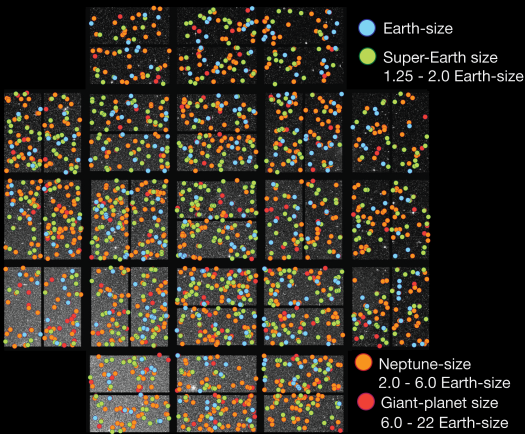 Earth-size
Super-Earth size
1.25 - 2.0 Earth-size
Neptune-size
2.0 - 6.0 Earth-size
Giant-planet size
6.0 - 22 Earth-size